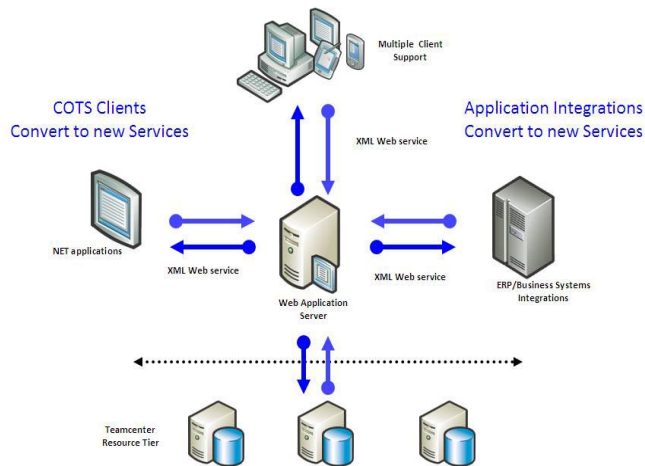 Multiple Client
Support
COTS Clients
Convert to new Services
Application Integrations
Convert to new Services
XML Web service
NET applications
XML Web service
XML Web service
Web Application
Server
ERP/Business Systems
Integrations
Teamcenter
Resource Tier